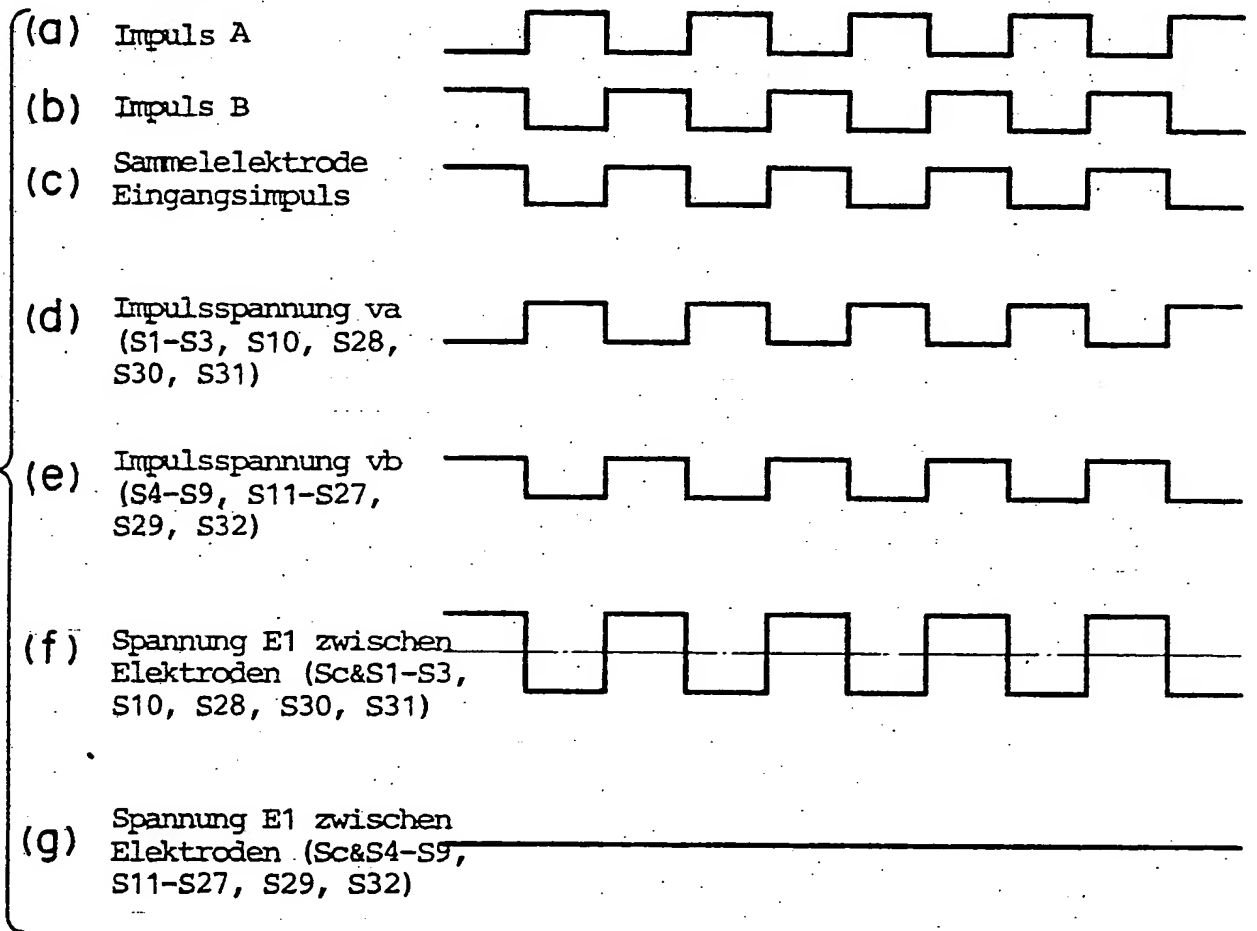 (a) Impuls A
(b) Impuls B
(c) Sammelelektrode
Eingangsimpuls
(d) Impulsspannung va
(S1-S3, S10, S28,
S30, S31)
(e) Impulsspannung vb
(S4-S9, S11-S27,
S29, S32)
(f) Spannung E1 zwischen
Elektroden (Sc&S1-S3,
S10, S28, S30, S31)
(g) Spannung E1 zwischen
Elektroden (Sc&S4-S9,
S11-S27, S29, S32)